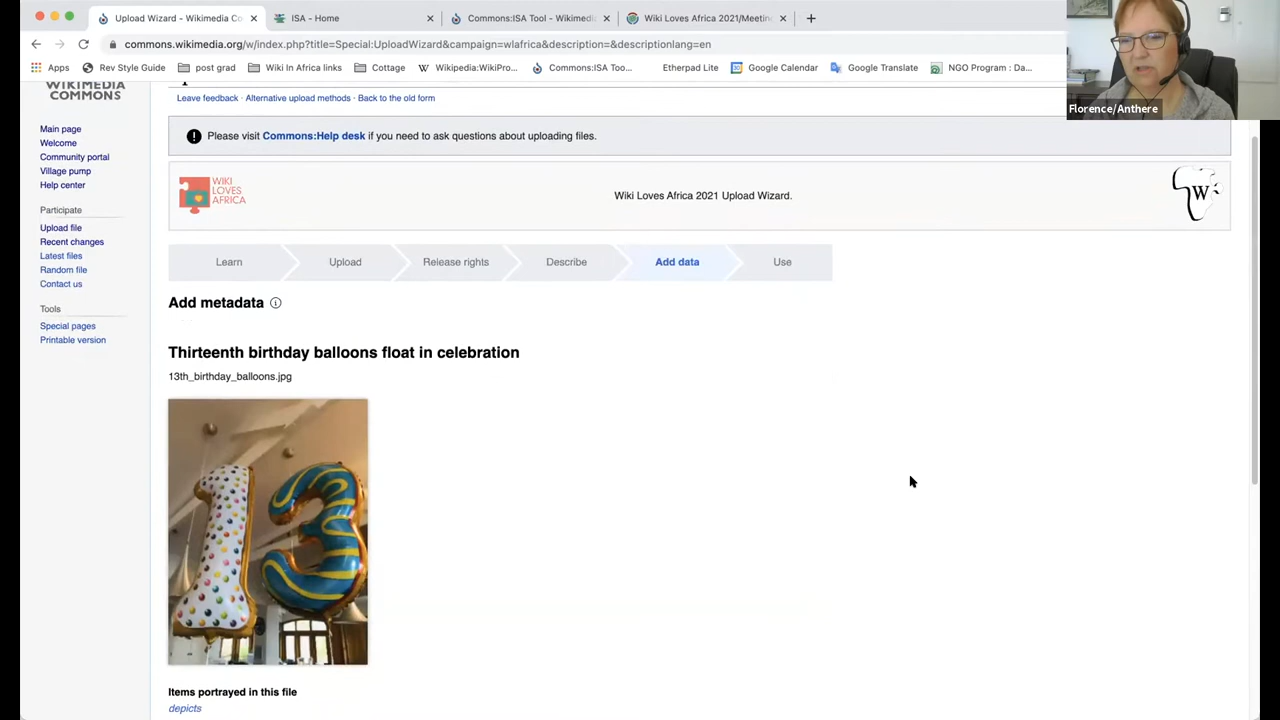 Upload Wizard - Wikimedia Co
ISA - Home
Commons:ISA Tool - Wikimedi
Wiki Loves Africa 2021/Meetin
commons.wikimedia.org/w/index.php?title=Special:UploadWizard&campaign=wlafrica&description=&descriptionlang=en
Apps
Rev Style Guide
post grad
Wiki In Africa links
Cottage
Wikimedia:WikiPro...
Commons:ISA Too...
Etherpad Lite
Google Calendar
Google Translate
NGO Program : Da...
Florence/Anthere
WIKIMEDIA
COMMONS
Main page
Welcome
Community portal
Village pump
Help center
Participate
Upload file
Recent changes
Latest files
Random file
Contact us
Tools
Special pages
Printable version
Leave feedback · Alternative upload methods · Back to the old form
Please visit Commons:Help desk if you need to ask questions about uploading files.
WIKI
LOVES
AFRICA
Wiki Loves Africa 2021 Upload Wizard.
W
Learn
Upload
Release rights
Describe
Add data
Use
Add metadata
Thirteenth birthday balloons float in celebration
13th_birthday_balloons.jpg
13
Items portrayed in this file
depicts